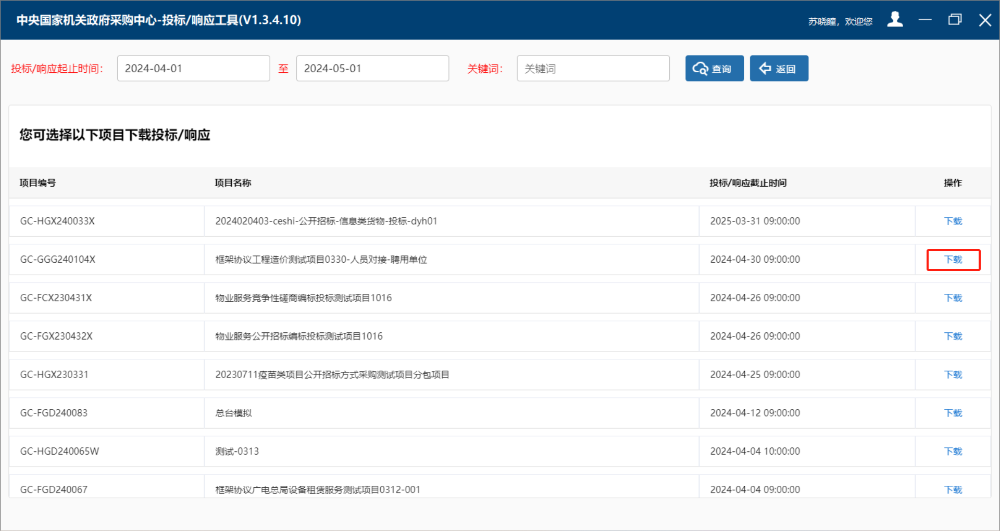 中央国家机关政府采购中心-投标/响应工具(V1.3.4.10)
苏晓瞳，欢迎您
投标/响应起止时间： 2024-04-01 至 2024-05-01 关键词： 关键词 查询 返回
您可选择以下项目下载投标/响应
项目编号 项目名称 投标/响应截止时间 操作
GC-HGX240033X 2024020403-ceshi-公开招标-信息类货物-投标-dyh01 2025-03-31 09:00:00 下载
GC-GGG240104X 框架协议工程造价测试项目0330-人员对接-聘用单位 2024-04-30 09:00:00 下载
GC-FCX230431X 物业服务竞争性磋商编标投标测试项目1016 2024-04-26 09:00:00 下载
GC-FGX230432X 物业服务公开招标编标投标测试项目1016 2024-04-26 09:00:00 下载
GC-HGX230331 20230711疫苗类项目公开招标方式采购测试项目分包项目 2024-04-25 09:00:00 下载
GC-FGD240083 总台模拟 2024-04-12 09:00:00 下载
GC-HGD240065W 测试-0313 2024-04-04 10:00:00 下载
GC-FGD240067 框架协议广电总局设备租赁服务测试项目0312-001 2024-04-04 09:00:00 下载